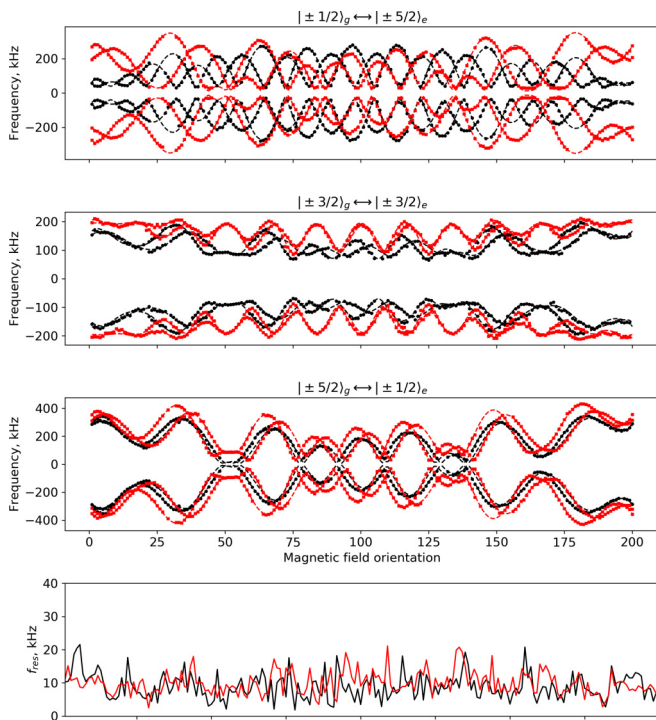 | ± 1/2⟩g ⟷ | ± 5/2⟩e
200
0
−200
Frequency, kHz
| ± 3/2⟩g ⟷ | ± 3/2⟩e
200
100
0
−100
−200
Frequency, kHz
| ± 5/2⟩g ⟷ | ± 1/2⟩e
400
200
0
−200
−400
Frequency, kHz
0 25 50 75 100 125 150 175 200
Magnetic field orientation
40
30
20
10
0
fres, kHz